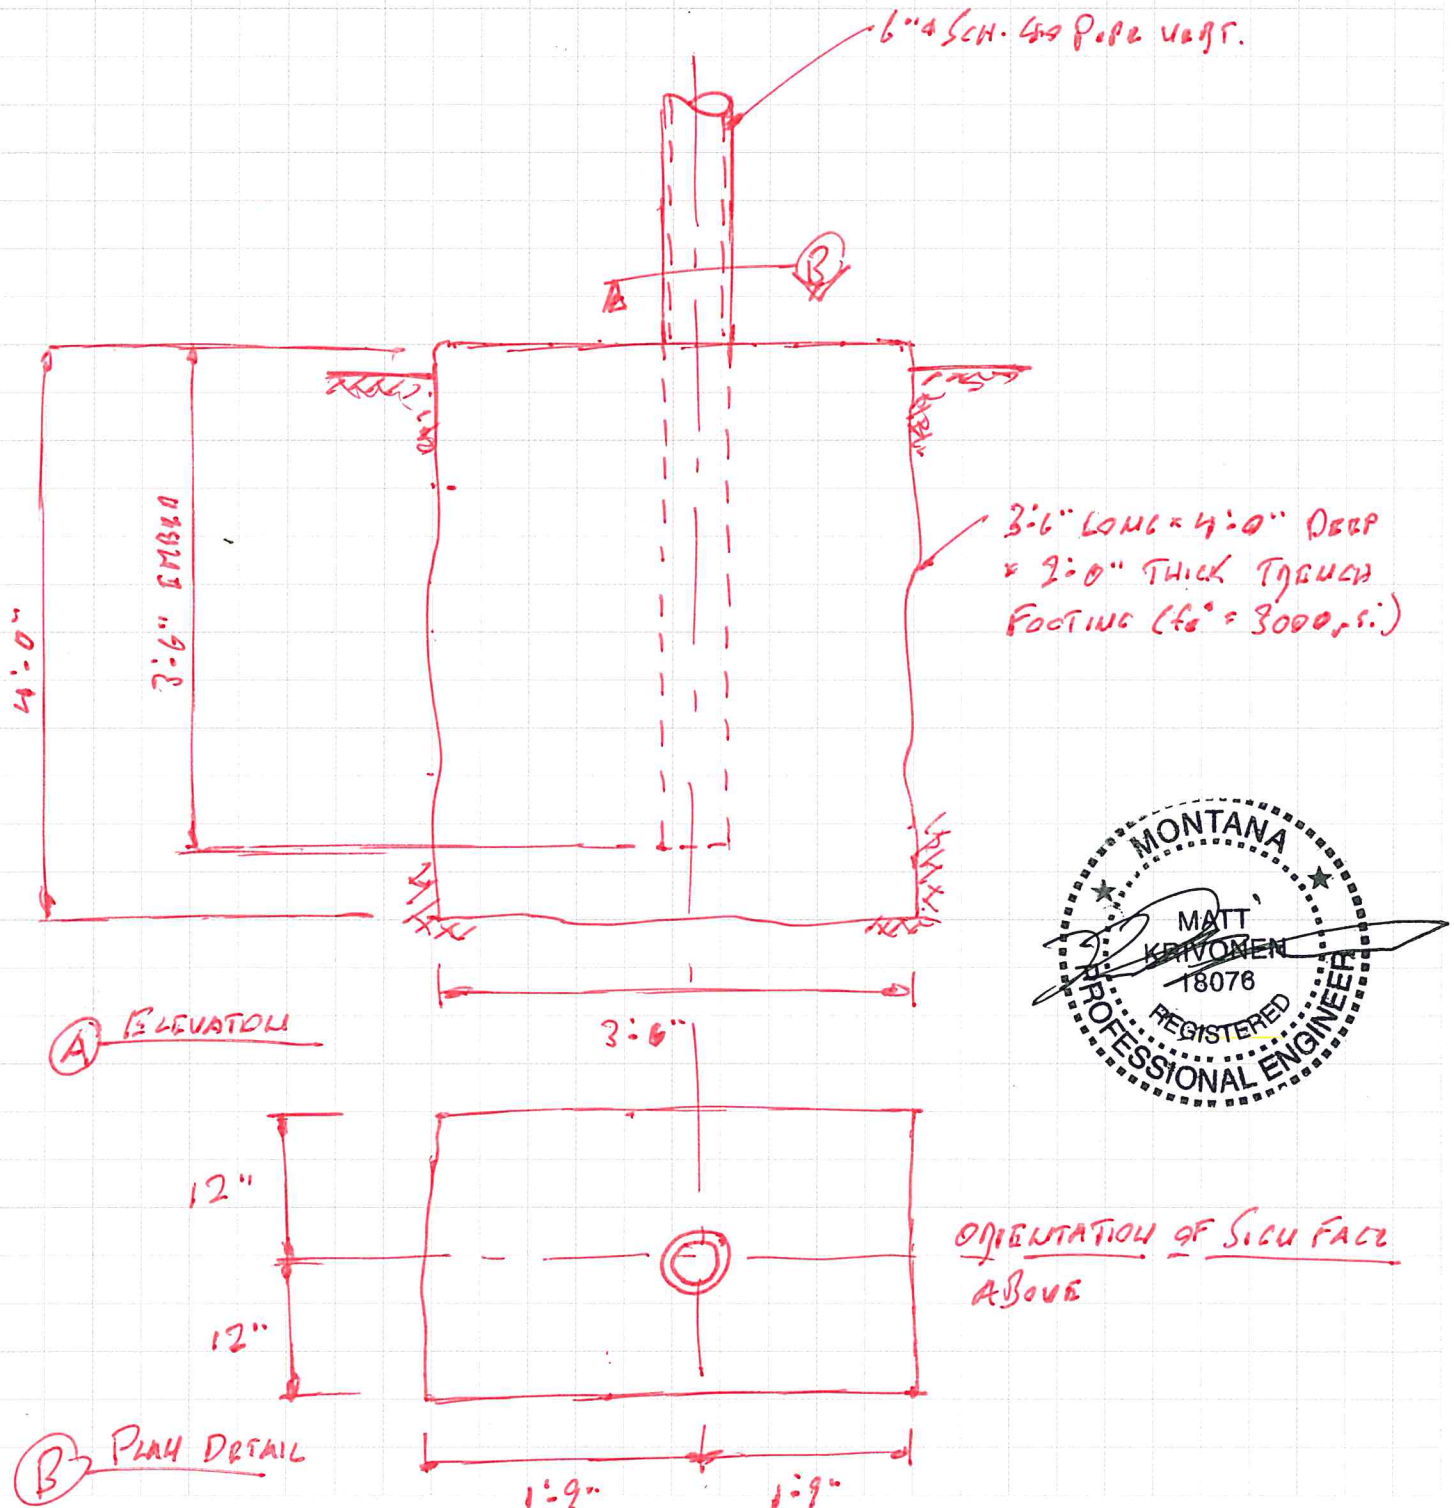 6"ø SCH. 40 PIPE VERT.
B
4'-0"
3'-6" EMBED
3'-6" LONG × 4'-0" DEEP
× 2'-0" THICK TRENCH
FOOTING (fc' = 3000 psi)
MONTANA
MATT
KRIVONEN
18076
REGISTERED
PROFESSIONAL ENGINEER
A ELEVATION
3'-6"
12"
12"
ORIENTATION OF SIGN FACE
ABOVE
B PLAN DETAIL
1'-9" 1'-9"